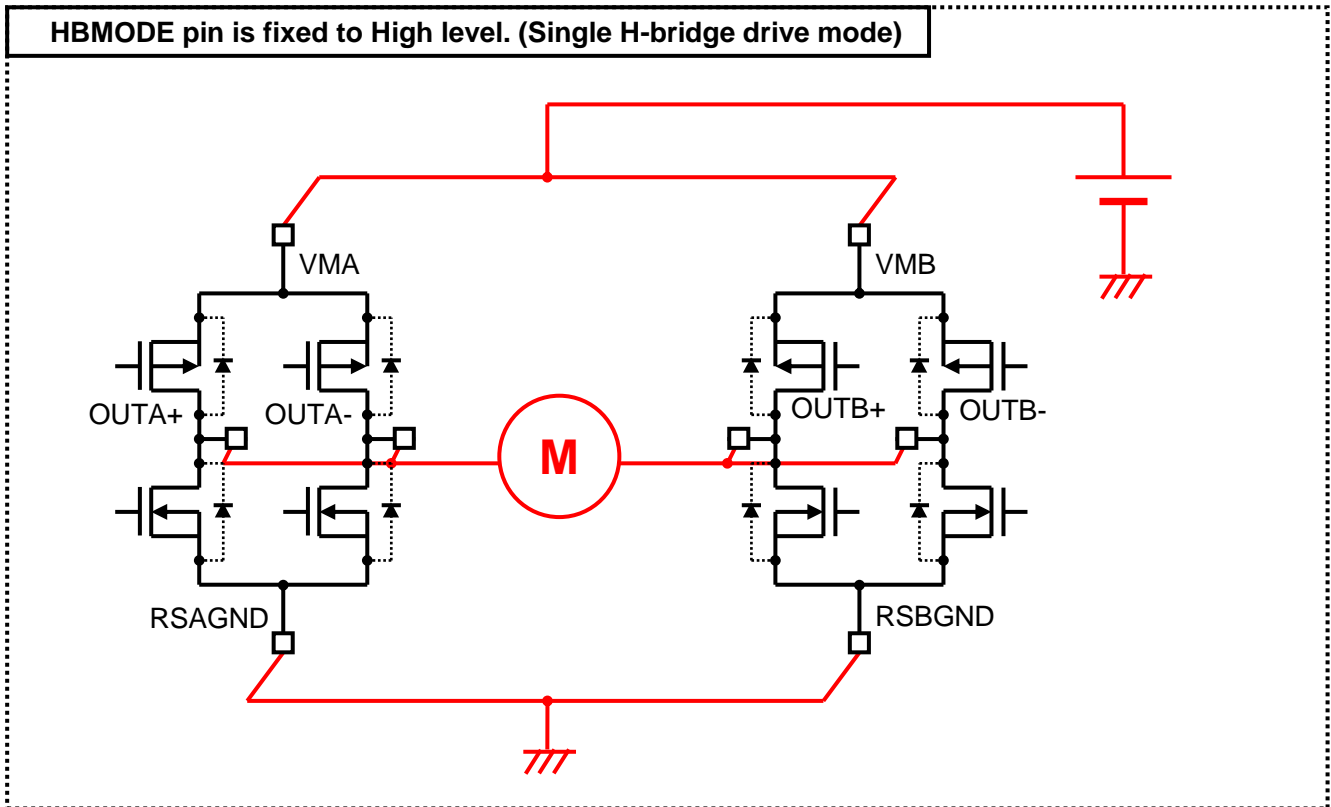 HBMODE pin is fixed to High level. (Single H-bridge drive mode)
VMA
VMB
OUTA+
OUTA-
OUTB+
OUTB-
M
RSAGND
RSBGND